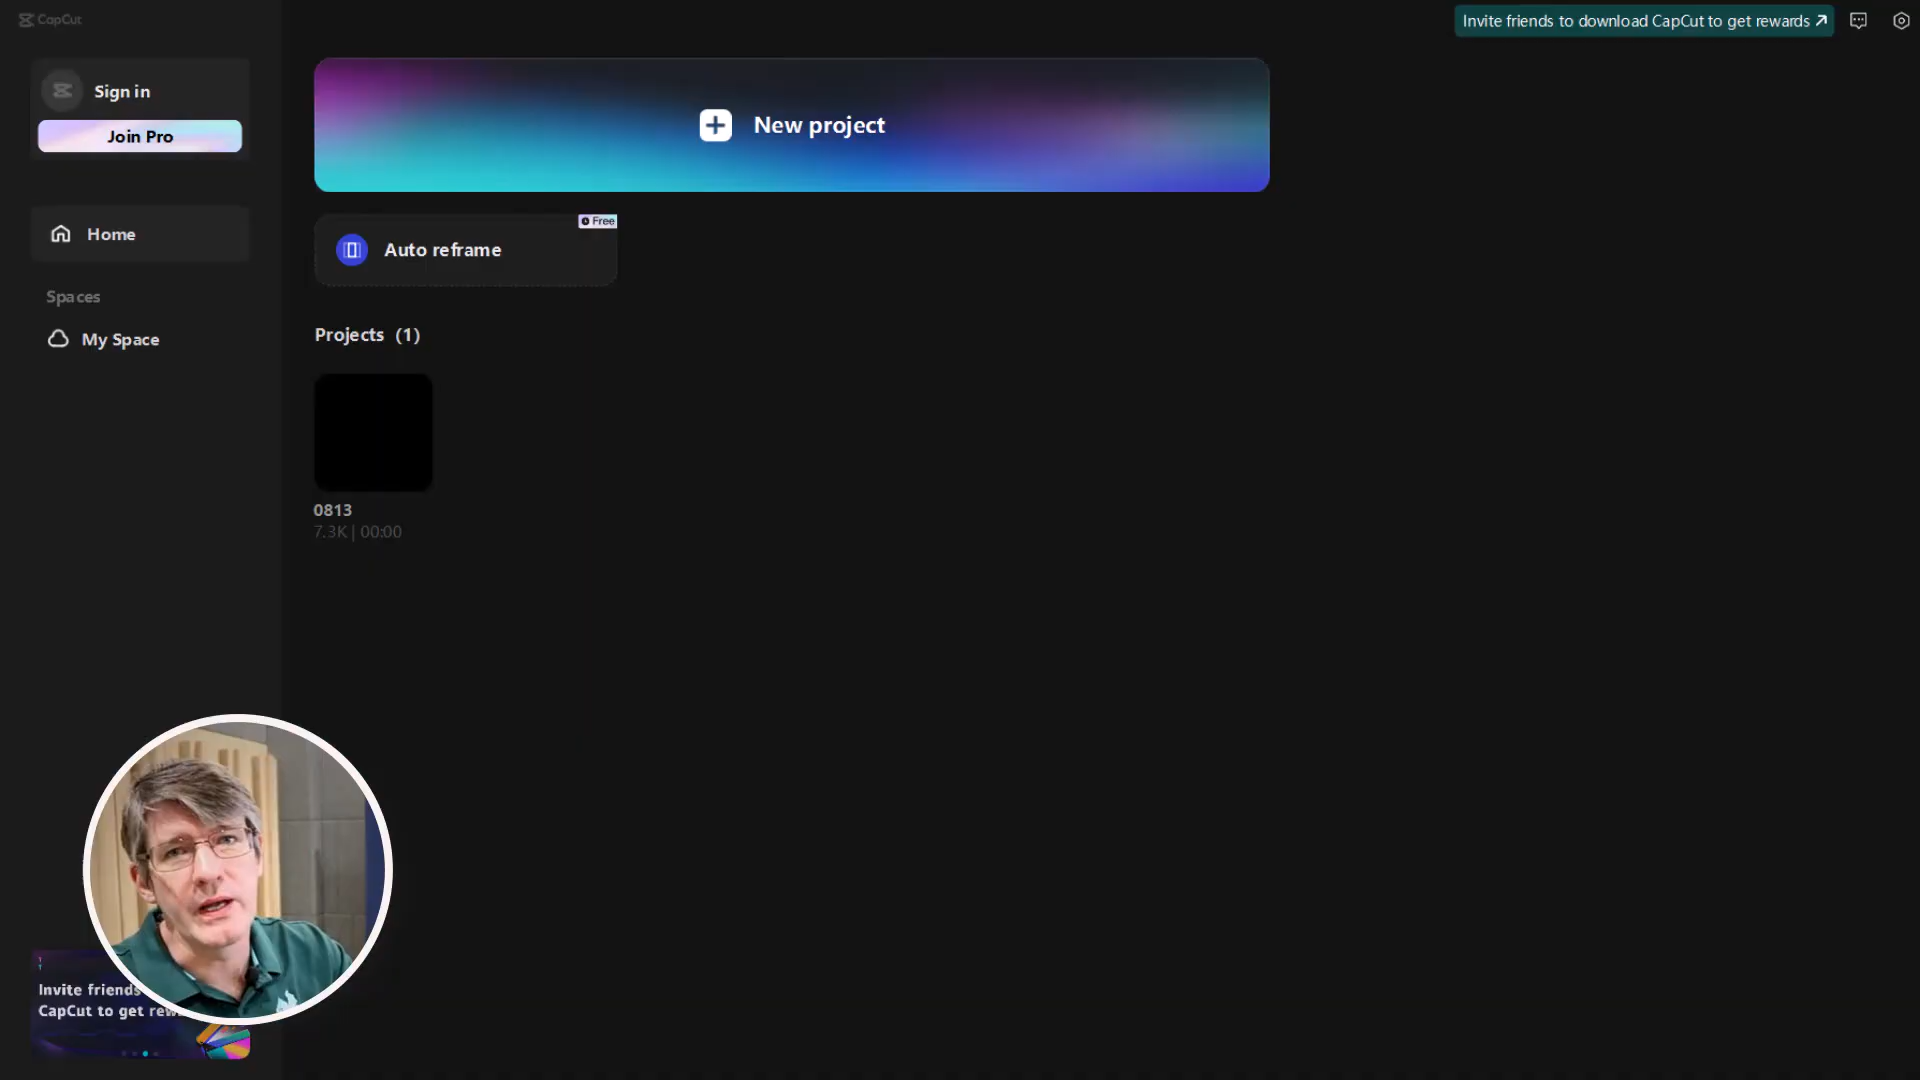 CapCut
Invite friends to download CapCut to get rewards
Sign in
Join Pro
New project
Home
Free
Auto reframe
Spaces
My Space
Projects (1)
0813
7.3K | 00:00
Invite friends
CapCut to get